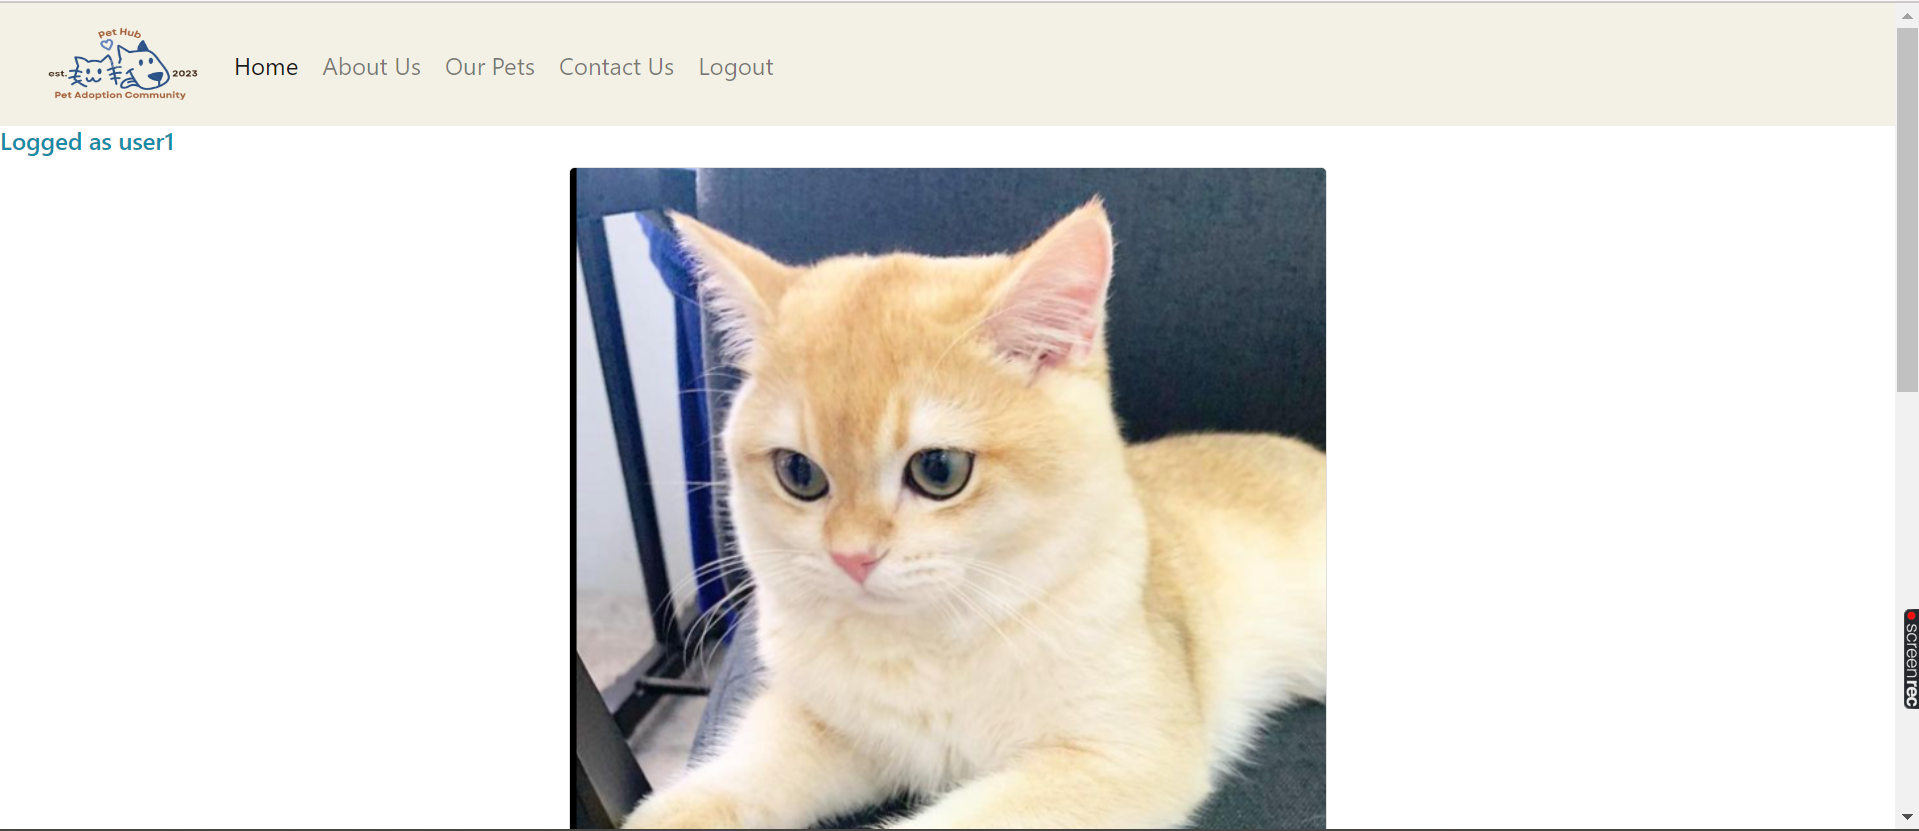 Pet Hub
est. 2023
Pet Adoption Community
Home About Us Our Pets Contact Us Logout
Logged as user1
screenrec